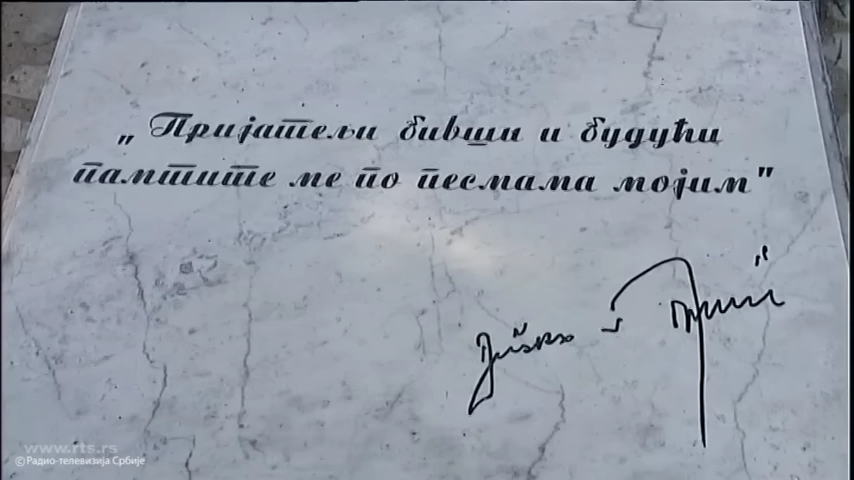 „Пријатељи бивши и будући
памтите ме по песмама мојим"
www.rts.rs
©Радио-телевизија Србије